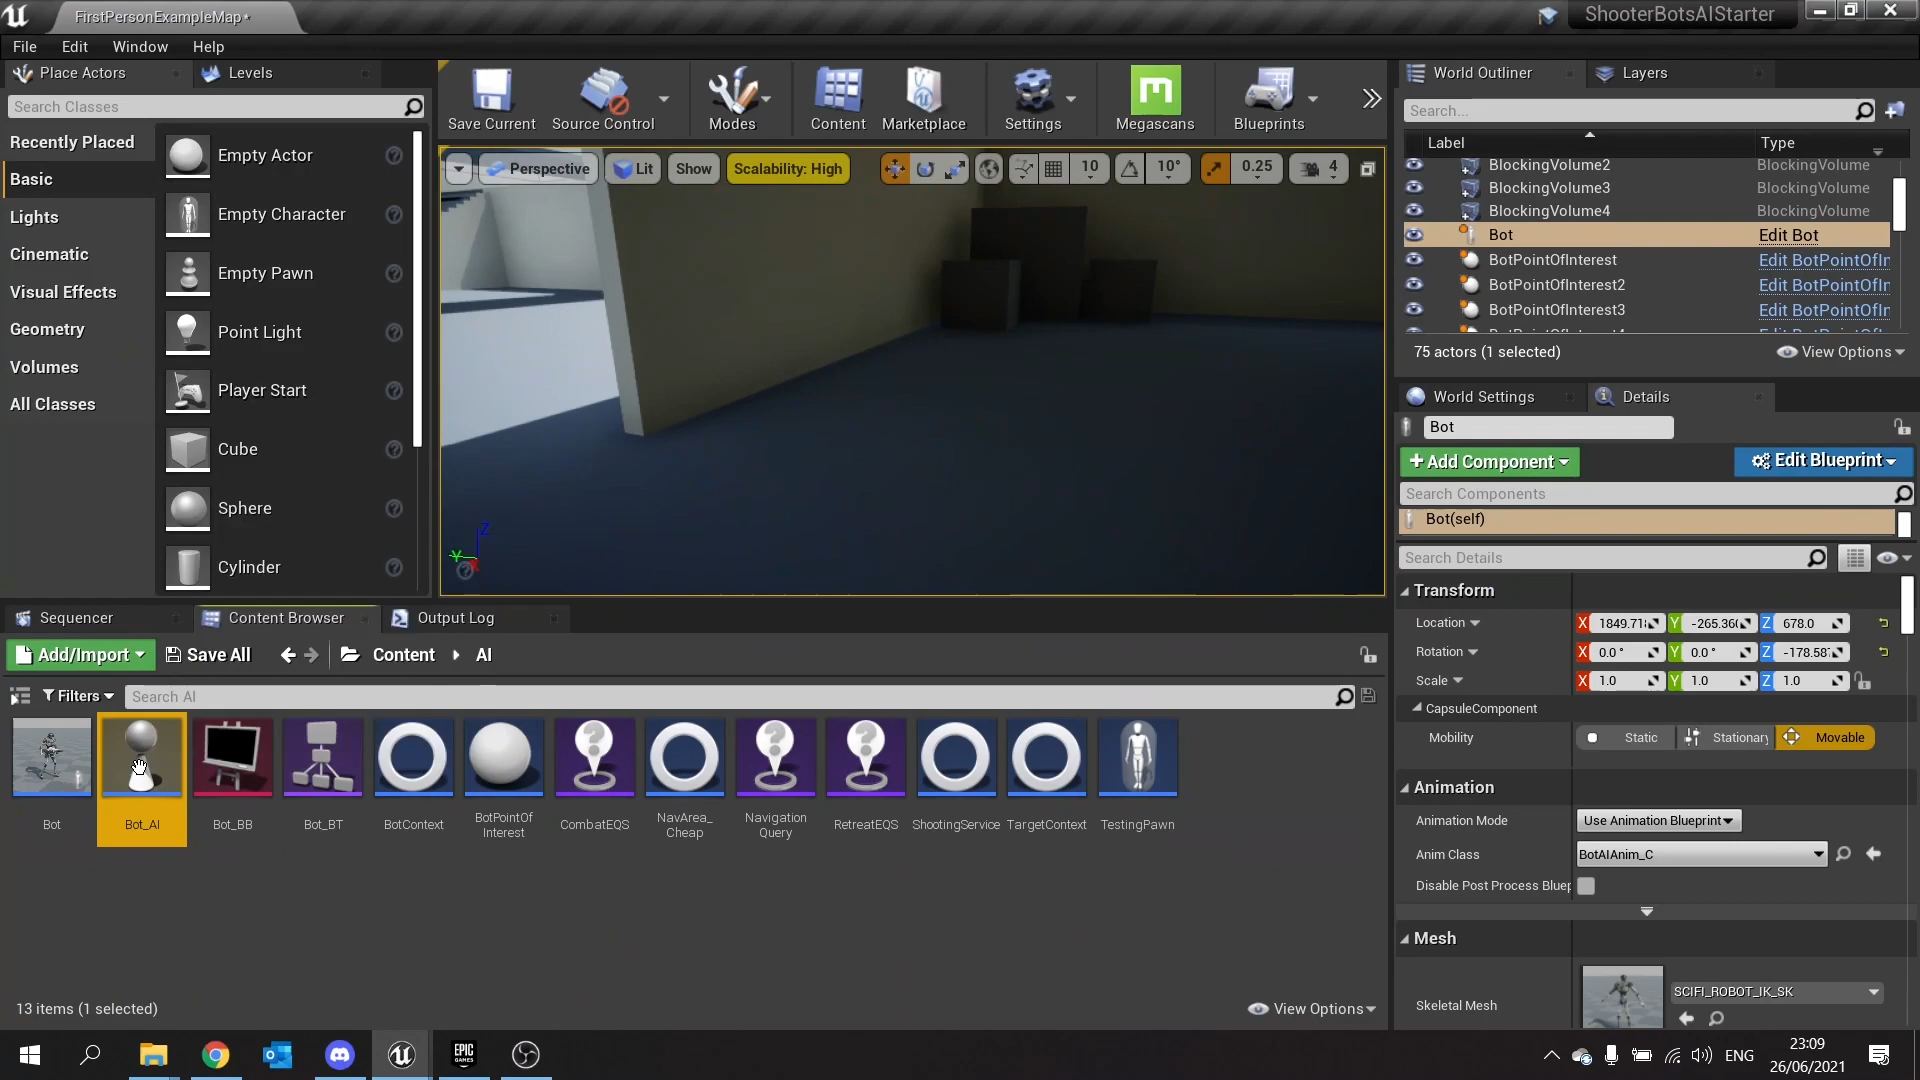 FirstPersonExampleMap*
ShooterBotsAIStarter
File Edit Window Help
Place Actors
Levels
Search Classes
Recently Placed
Basic
Lights
Cinematic
Visual Effects
Geometry
Volumes
All Classes
Empty Actor
Empty Character
Empty Pawn
Point Light
Player Start
Cube
Sphere
Cylinder
Save Current
Source Control
Modes
Content
Marketplace
Settings
Megascans
Blueprints
Perspective
Lit
Show
Scalability: High
10
10°
0.25
4
World Outliner
Layers
Search...
Label
Type
BlockingVolume2 BlockingVolume
BlockingVolume3 BlockingVolume
BlockingVolume4 BlockingVolume
Bot Edit Bot
BotPointOfInterest Edit BotPointOfIn
BotPointOfInterest2 Edit BotPointOfIn
BotPointOfInterest3 Edit BotPointOfIn
75 actors (1 selected)
View Options
World Settings
Details
Bot
+ Add Component
Edit Blueprint
Search Components
Bot(self)
Search Details
Transform
Location X 1849.71 Y -265.36 Z 678.0
Rotation X 0.0° Y 0.0° Z -178.58
Scale X 1.0 Y 1.0 Z 1.0
CapsuleComponent
Mobility Static Stationary Movable
Animation
Animation Mode Use Animation Blueprint
Anim Class BotAIAnim_C
Disable Post Process Bluep
Mesh
Skeletal Mesh SCIFI_ROBOT_IK_SK
Sequencer
Content Browser
Output Log
Add/Import
Save All
Content
AI
Filters
Search AI
Bot
Bot_AI
Bot_BB
Bot_BT
BotContext
BotPointOf
Interest
CombatEQS
NavArea_
Cheap
Navigation
Query
RetreatEQS
ShootingService
TargetContext
TestingPawn
13 items (1 selected)
View Options
Z
Y
X
EPIC
GAMES
ENG
23:09
26/06/2021